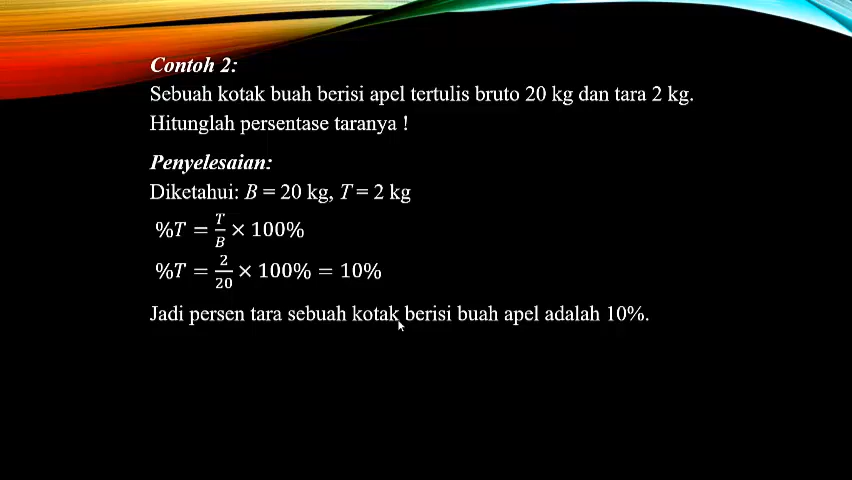 Contoh 2:
Sebuah kotak buah berisi apel tertulis bruto 20 kg dan tara 2 kg.
Hitunglah persentase taranya !
Penyelesaian:
Diketahui: B = 20 kg, T = 2 kg
%T = T/B × 100%
%T = 2/20 × 100% = 10%
Jadi persen tara sebuah kotak berisi buah apel adalah 10%.